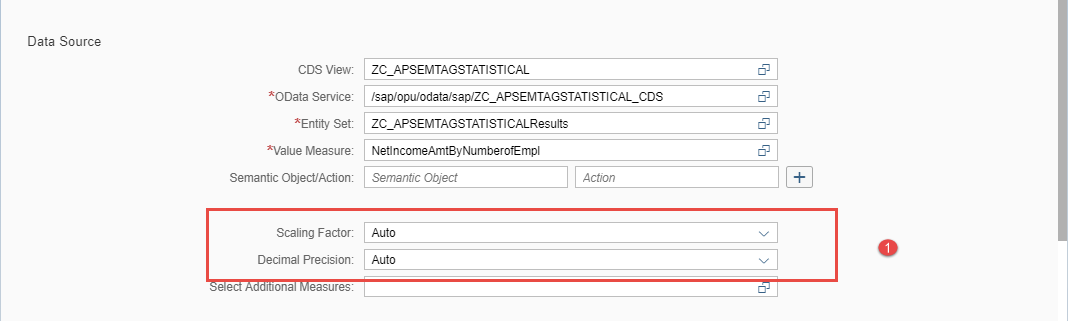 Data Source
CDS View: ZC_APSEMTAGSTATISTICAL
*OData Service: /sap/opu/odata/sap/ZC_APSEMTAGSTATISTICAL_CDS
*Entity Set: ZC_APSEMTAGSTATISTICALResults
*Value Measure: NetIncomeAmtByNumberofEmpl
Semantic Object/Action: Semantic Object Action
Scaling Factor: Auto
1
Decimal Precision: Auto
Select Additional Measures: